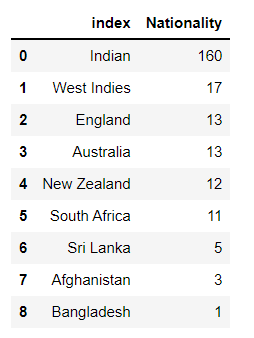 index Nationality
0 Indian 160
1 West Indies 17
2 England 13
3 Australia 13
4 New Zealand 12
5 South Africa 11
6 Sri Lanka 5
7 Afghanistan 3
8 Bangladesh 1